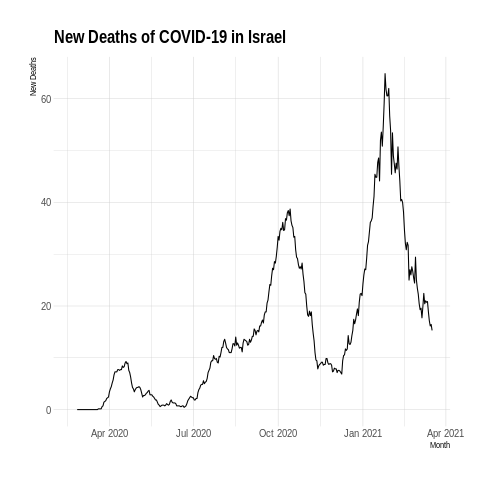 New Deaths of COVID-19 in Israel
New Deaths
60
40
20
0
Apr 2020 Jul 2020 Oct 2020 Jan 2021 Apr 2021
Month